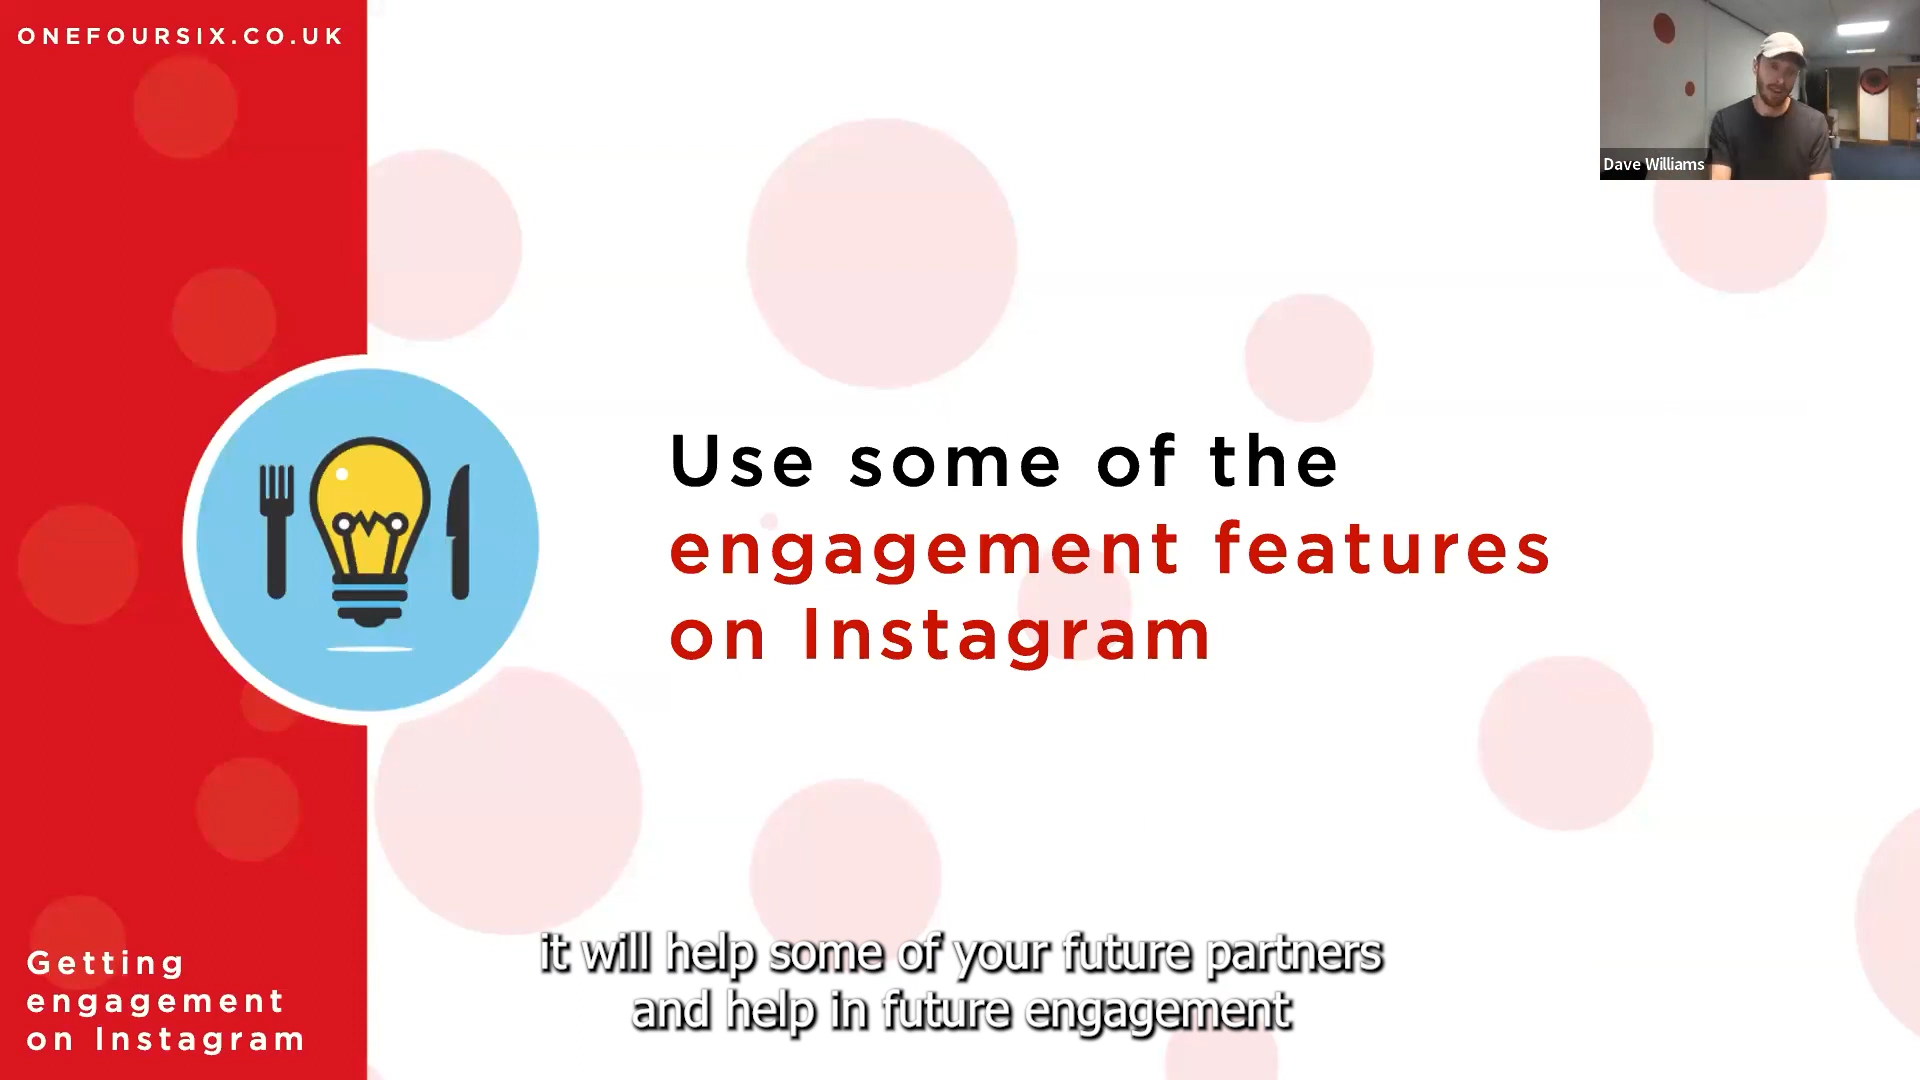 ONEFOURSIX.CO.UK
Dave Williams
Use some of the
engagement features
on Instagram
it will help some of your future partners
and help in future engagement
Getting
engagement
on Instagram